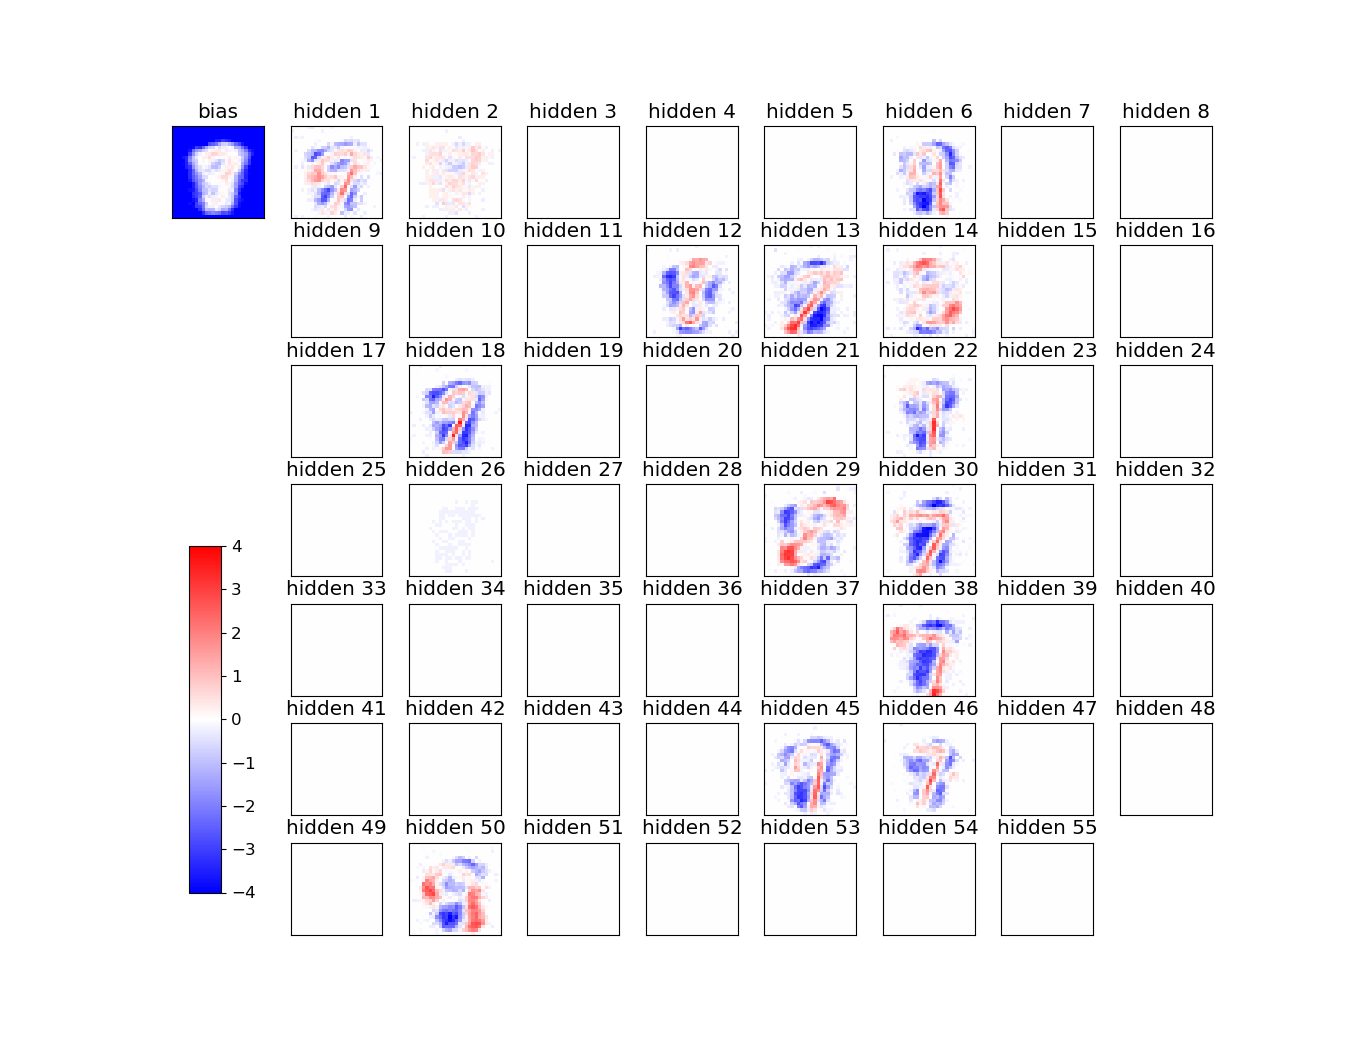 bias hidden 1 hidden 2 hidden 3 hidden 4 hidden 5 hidden 6 hidden 7 hidden 8
hidden 9 hidden 10 hidden 11 hidden 12 hidden 13 hidden 14 hidden 15 hidden 16
hidden 17 hidden 18 hidden 19 hidden 20 hidden 21 hidden 22 hidden 23 hidden 24
hidden 25 hidden 26 hidden 27 hidden 28 hidden 29 hidden 30 hidden 31 hidden 32
hidden 33 hidden 34 hidden 35 hidden 36 hidden 37 hidden 38 hidden 39 hidden 40
hidden 41 hidden 42 hidden 43 hidden 44 hidden 45 hidden 46 hidden 47 hidden 48
hidden 49 hidden 50 hidden 51 hidden 52 hidden 53 hidden 54 hidden 55
4
3
2
1
0
−1
−2
−3
−4